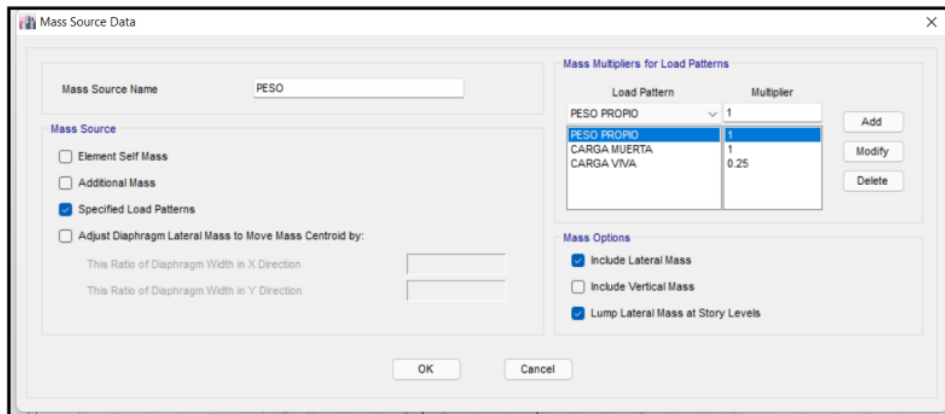 Mass Source Data
Mass Source Name PESO
Mass Source
Element Self Mass
Additional Mass
Specified Load Patterns
Adjust Diaphragm Lateral Mass to Move Mass Centroid by:
This Ratio of Diaphragm Width in X Direction
This Ratio of Diaphragm Width in Y Direction
Mass Multipliers for Load Patterns
Load Pattern Multiplier
PESO PROPIO 1
PESO PROPIO 1
CARGA MUERTA 1
CARGA VIVA 0.25
Add
Modify
Delete
Mass Options
Include Lateral Mass
Include Vertical Mass
Lump Lateral Mass at Story Levels
OK Cancel